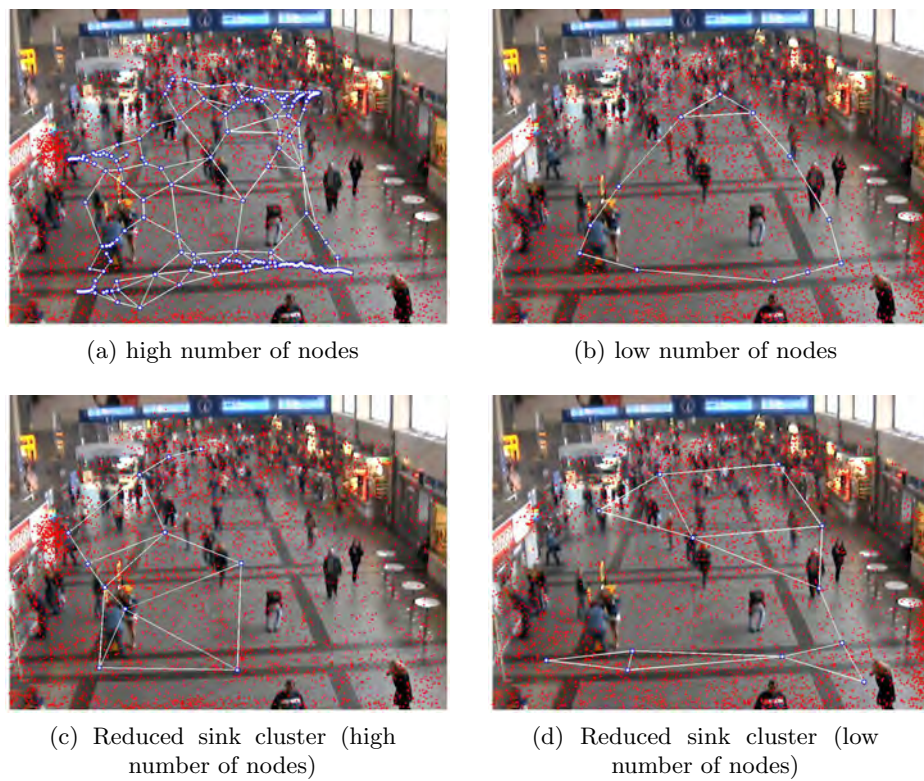 (a) high number of nodes
(b) low number of nodes
(c) Reduced sink cluster (high
number of nodes)
(d) Reduced sink cluster (low
number of nodes)